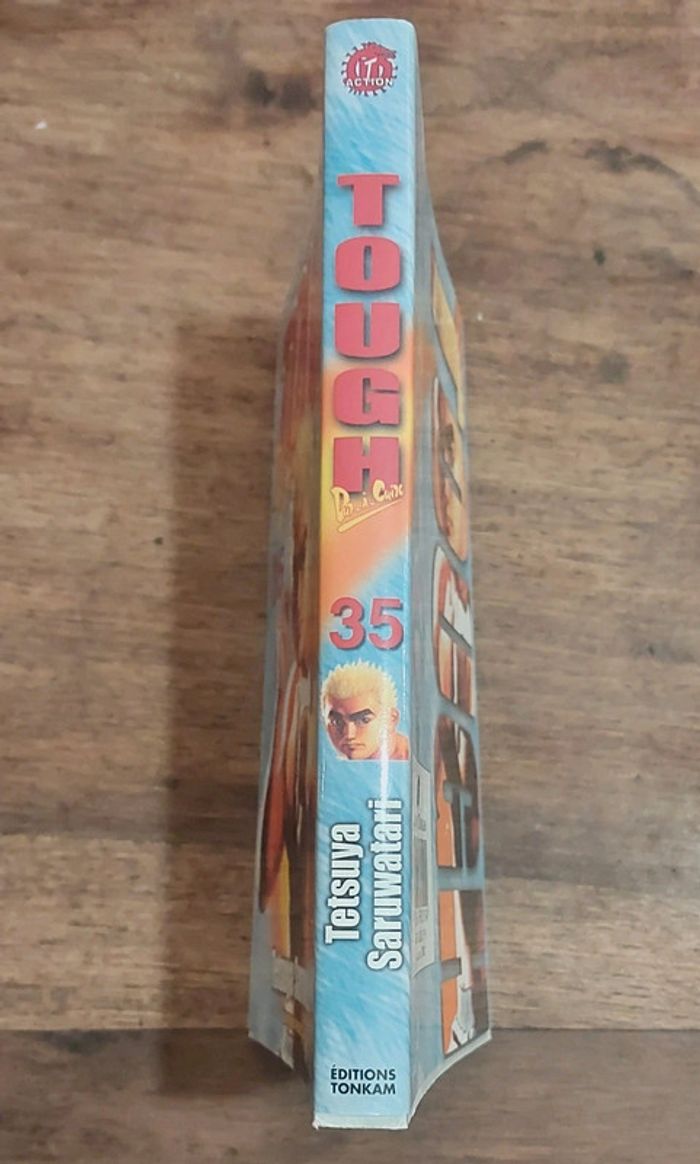 T
ACTION
TOUGH
Dur à Cuire
35
Tetsuya
Saruwatari
ÉDITIONS
TONKAM